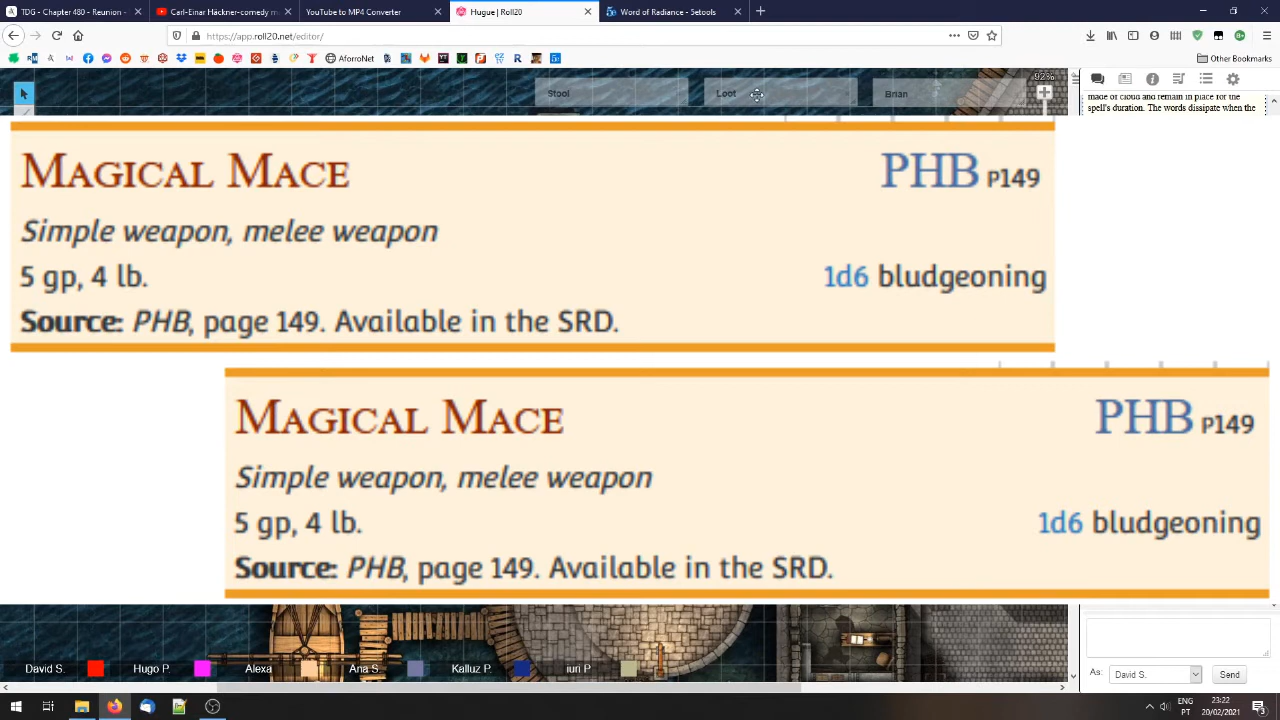 TDG - Chapter 480 - Reunion -
Carl-Einar Häckner-comedy m
YouTube to MP4 Converter
Hugue | Roll20
Word of Radiance - 5etools
https://app.roll20.net/editor/
AforroNet
Other Bookmarks
Stool
Loot
Brian
92%
made of cloud and remain in place for the
spell's duration. The words dissipate when the
MAGICAL MACE
PHB P149
Simple weapon, melee weapon
5 gp, 4 lb.
1d6 bludgeoning
Source: PHB, page 149. Available in the SRD.
MAGICAL MACE
PHB P149
Simple weapon, melee weapon
5 gp, 4 lb.
1d6 bludgeoning
Source: PHB, page 149. Available in the SRD.
David S.
Hugo P.
Alexa
Ana S.
Kalluz P.
iuri P
As:
David S.
Send
ENG
PT
23:22
20/02/2021